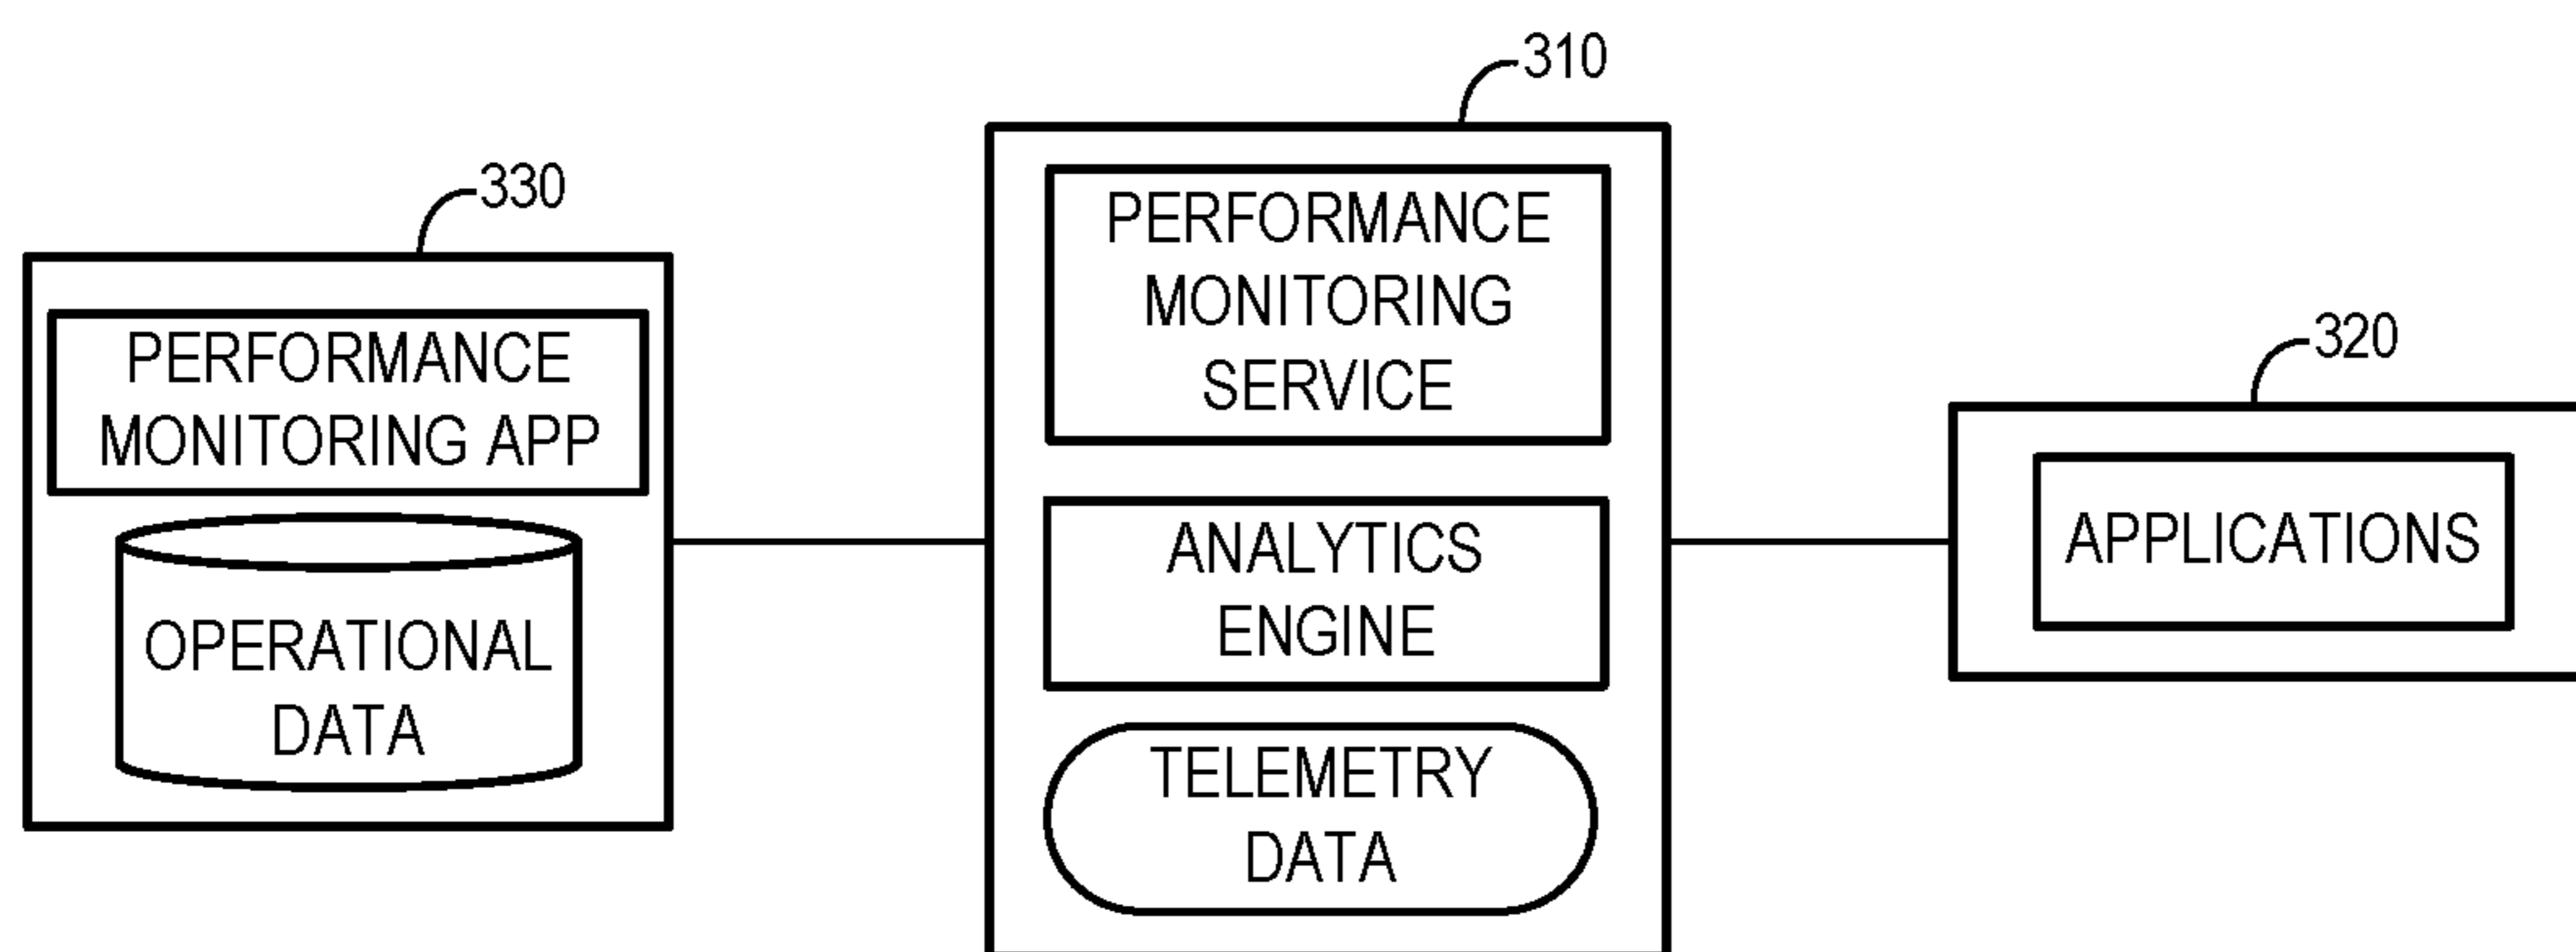 330
PERFORMANCE
MONITORING APP
OPERATIONAL
DATA
310
PERFORMANCE
MONITORING
SERVICE
ANALYTICS
ENGINE
TELEMETRY
DATA
320
APPLICATIONS